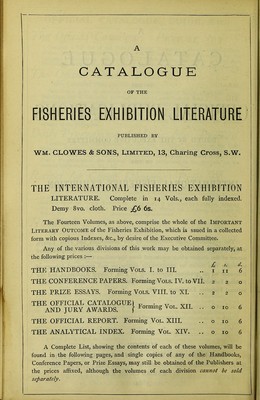 A
CATALOGUE
OF THE
FISHERIES EXHIBITION LITERATURE
PUBLISHED BY
WM. CLOWES & SONS, LIMITED, 13, Charing Cross, S.W.
THE INTERNATIONAL FISHERIES EXHIBITION
LITERATURE. Complete in 14 Vols., each fully indexed.
Demy 8vo. cloth. Price £6 6s.
The Fourteen Volumes, as above, comprise the whole of the IMPORTANT
LITERARY OUTCOME of the Fisheries Exhibition, which is issued in a collected
form with copious Indexes, &c., by desire of the Executive Committee.
Any of the various divisions of this work may be obtained separately, at
the following prices :—
£ s. d.
THE HANDBOOKS. Forming VOLS. I. to III. .. 1 11 6
THE CONFERENCE PAPERS. Forming VOLS. IV. to VII. 2 2 0
THE PRIZE ESSAYS. Forming VOLS. VIII. to XI. .. 2 2 0
THE OFFICIAL CATALOGUE
AND JURY AWARDS. } Forming VOL. XII. .. 0 10 6
THE OFFICIAL REPORT. Forming VOL. XIII. .. 0 10 6
THE ANALYTICAL INDEX. Forming VOL. XIV. .. 0 10 6
A Complete List, showing the contents of each of these volumes, will be
found in the following pages, and single copies of any of the Handbooks,
Conference Papers, or Prize Essays, may still be obtained of the Publishers at
the prices affixed, although the volumes of each division cannot be sold
separately.